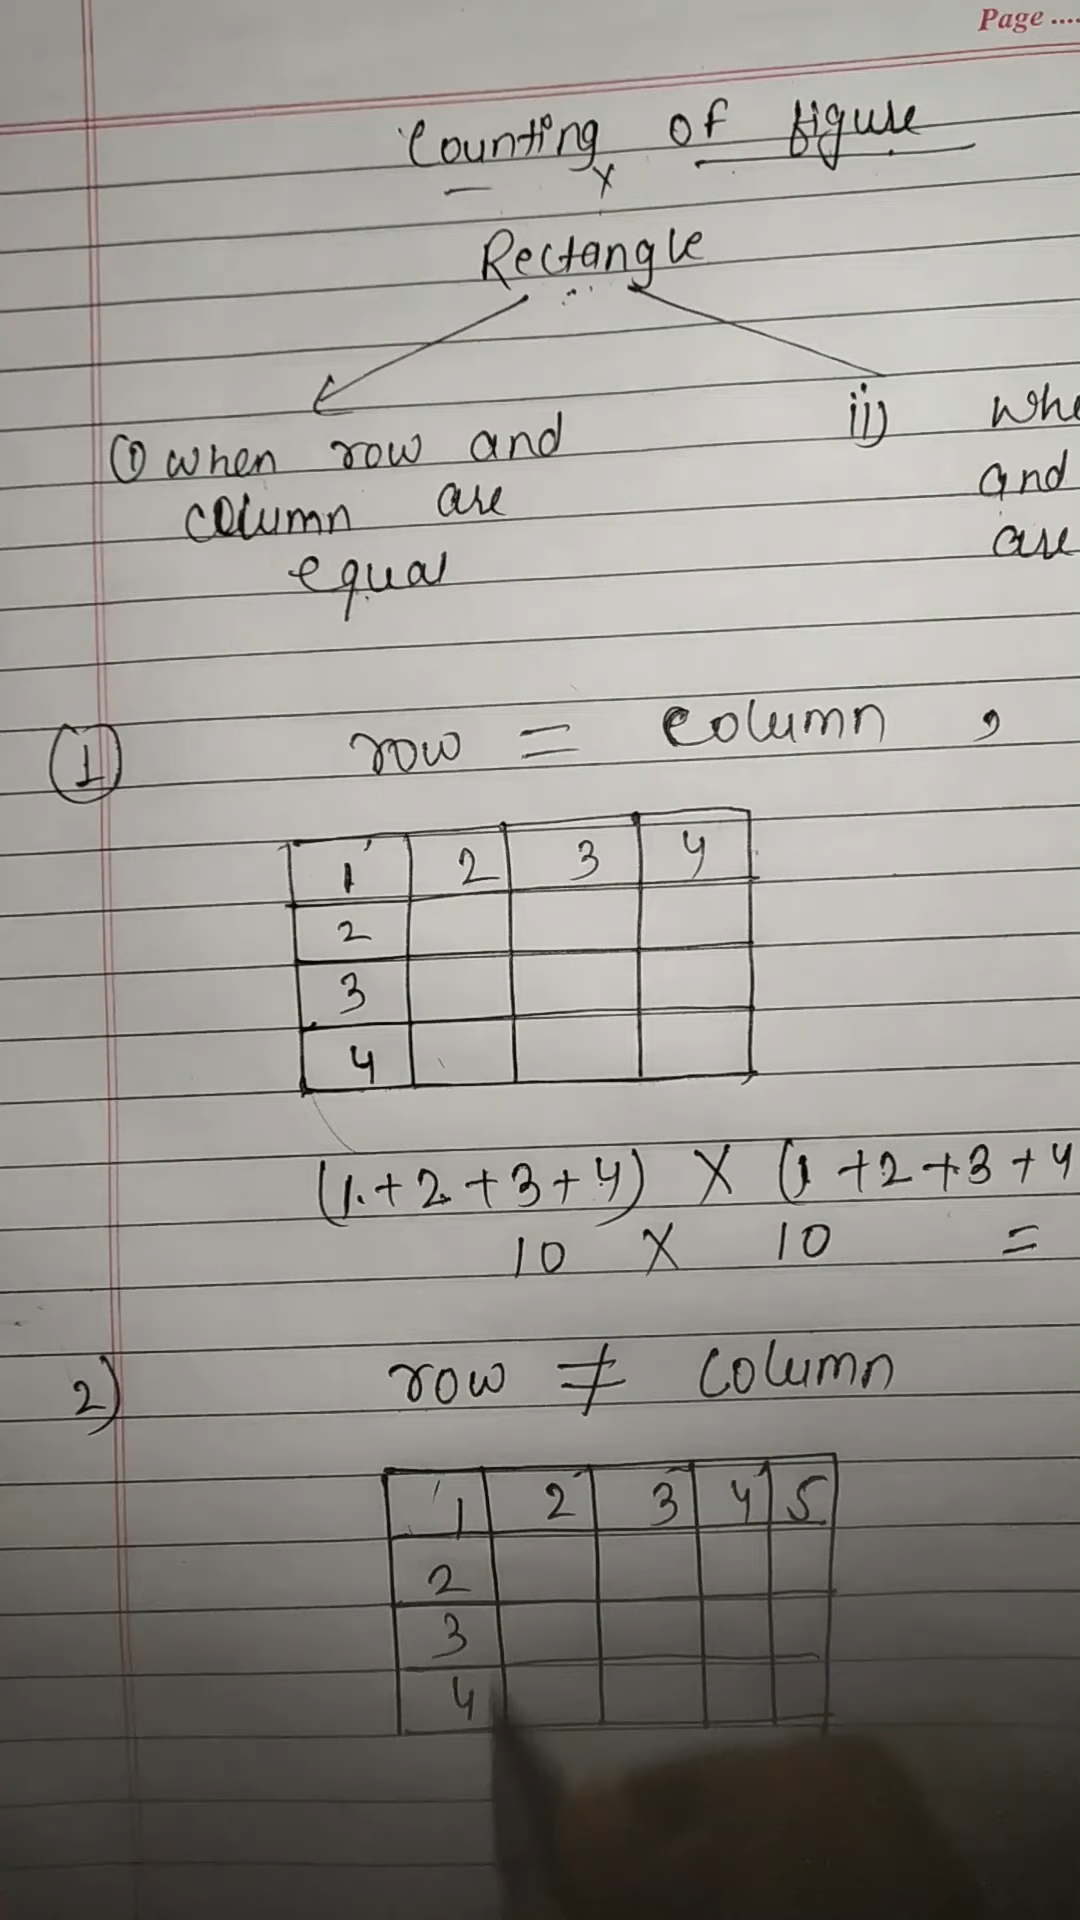 Page ....
Counting of figure
Rectangle
(1) when row and
column are
equal
ii) whe
and
are
(1) row = column ,
1 2 3 4
2
3
4
(1+2+3+4) X (1+2+3+4
10 X 10 =
2) row ≠ column
1 2 3 4 5
2
3
4